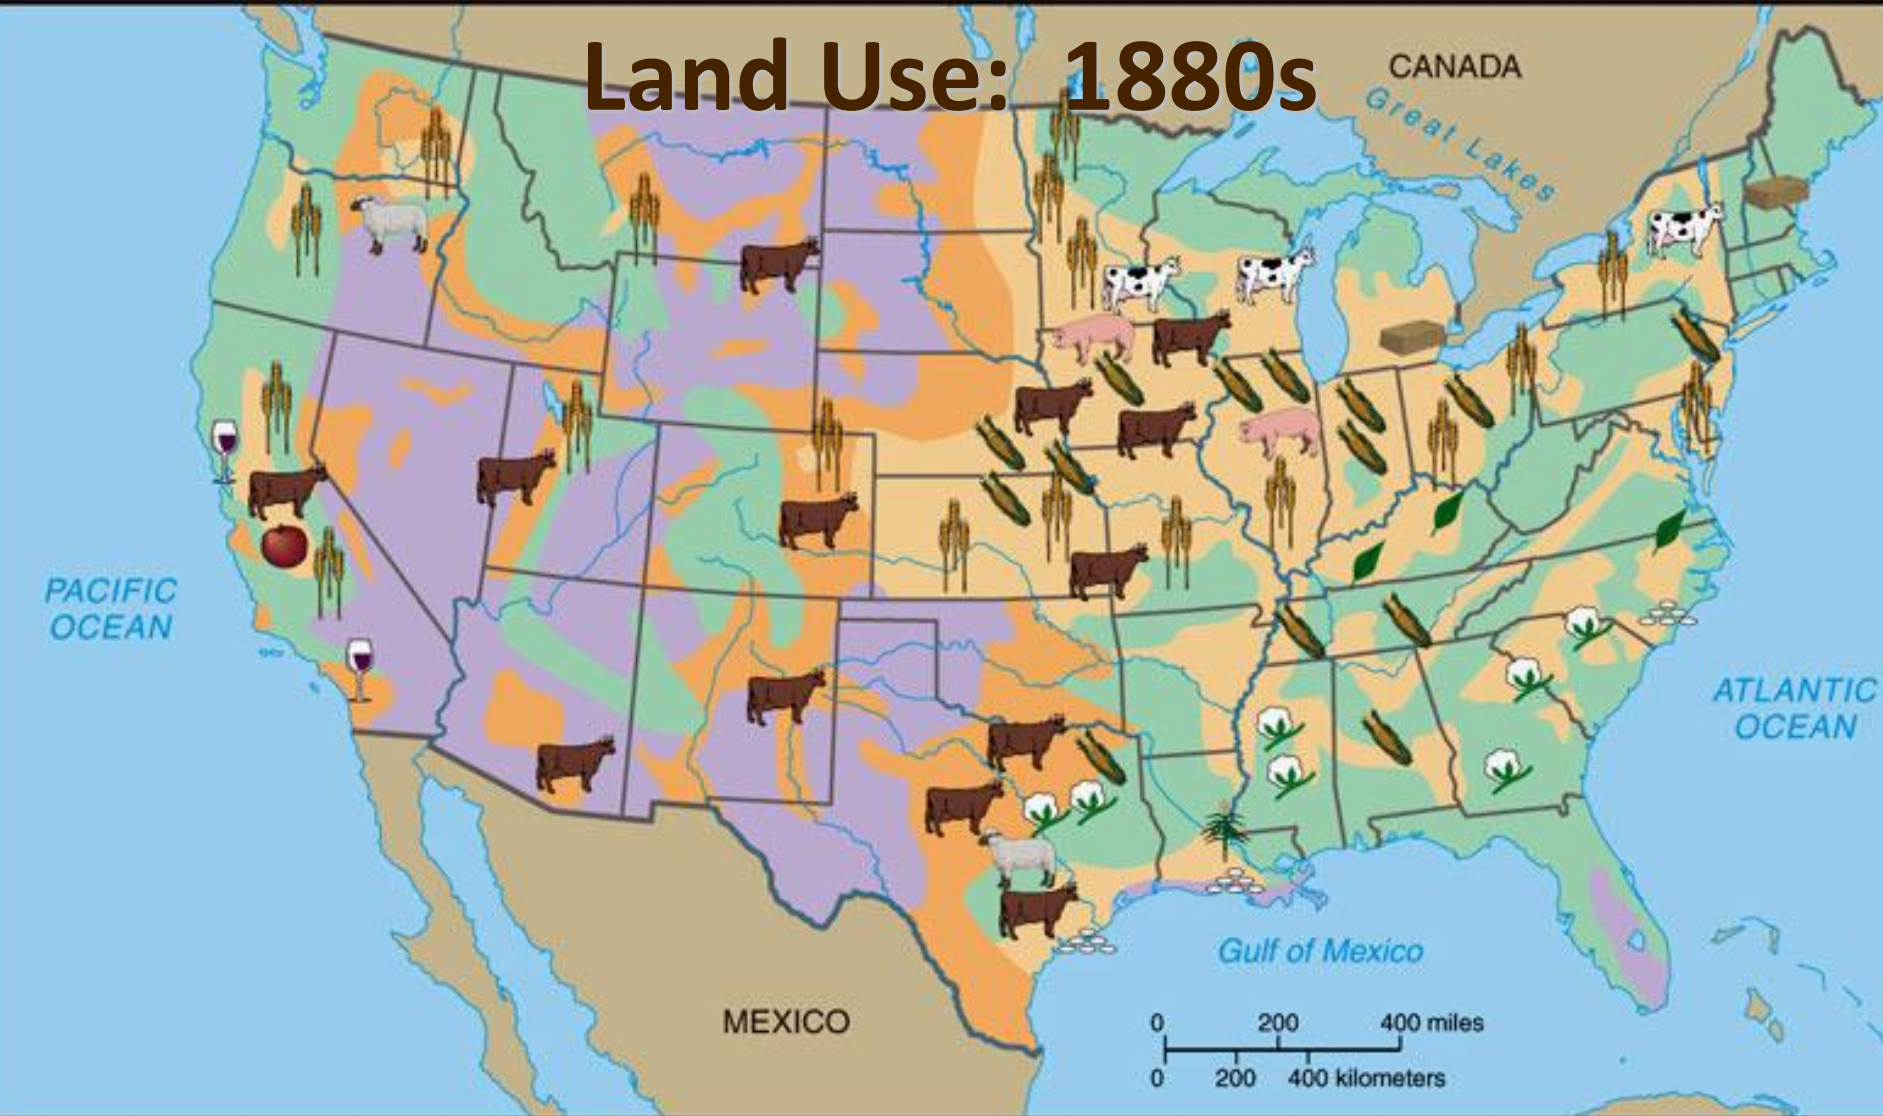 Land Use:  1880s
CANADA
Great Lakes
PACIFIC
OCEAN
ATLANTIC
OCEAN
Gulf of Mexico
MEXICO
0 200 400 miles
0 200 400 kilometers